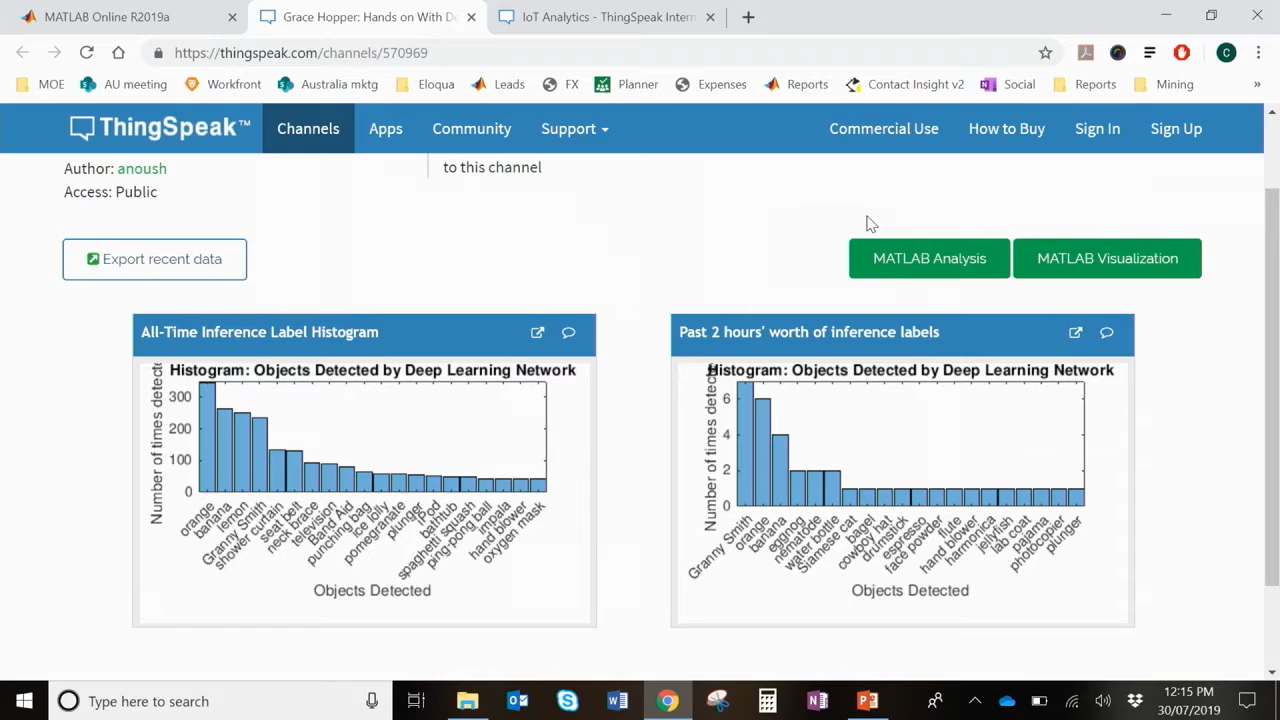 MATLAB Online R2019a
Grace Hopper: Hands on With De
IoT Analytics - ThingSpeak Intern
https://thingspeak.com/channels/570969
C
MOE
AU meeting
Workfront
Australia mktg
Eloqua
Leads
FX
Planner
Expenses
Reports
Contact Insight v2
Social
Reports
Mining
»
ThingSpeak™
Channels
Apps
Community
Support
Commercial Use
How to Buy
Sign In
Sign Up
Author: anoush
to this channel
Access: Public
Export recent data
MATLAB Analysis
MATLAB Visualization
All-Time Inference Label Histogram
Histogram: Objects Detected by Deep Learning Network
Number of times detecte
300
200
100
0
orange
banana
lemon
Granny Smith
shower curtain
seat belt
neck brace
television
Band Aid
punching bag
ice lolly
pomegranate
plunger
iPod
bathtub
spaghetti squash
ping-pong ball
impala
hand blower
oxygen mask
Objects Detected
Past 2 hours' worth of inference labels
Histogram: Objects Detected by Deep Learning Network
Number of times detec
6
4
2
0
Granny Smith
orange
banana
eggnog
nematode
water bottle
Siamese cat
bagel
cowboy hat
drumstick
espresso
face powder
flute
hand blower
harmonica
jellyfish
lab coat
pajama
photocopier
plunger
Objects Detected
Type here to search
12:15 PM
30/07/2019